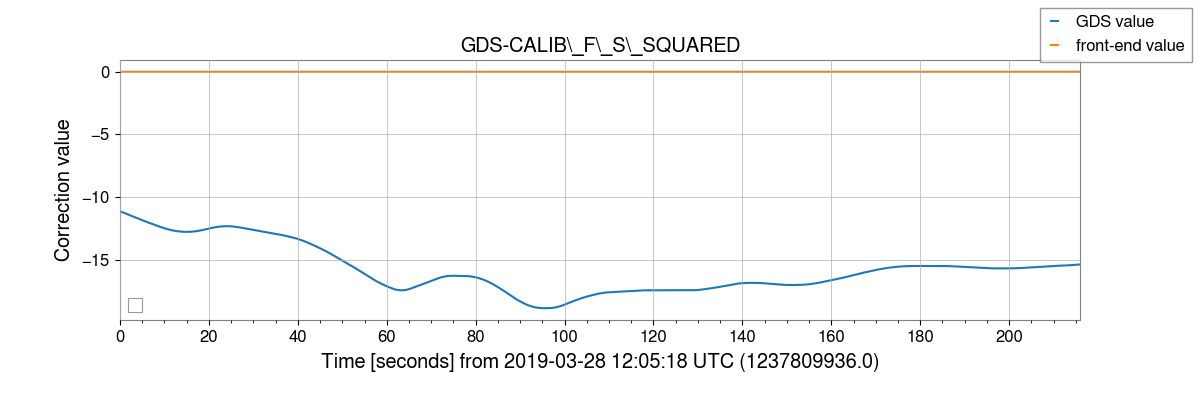 GDS value
front-end value
GDS-CALIB\_F\_S\_SQUARED
Correction value
0
−5
−10
−15
0 20 40 60 80 100 120 140 160 180 200
Time [seconds] from 2019-03-28 12:05:18 UTC (1237809936.0)